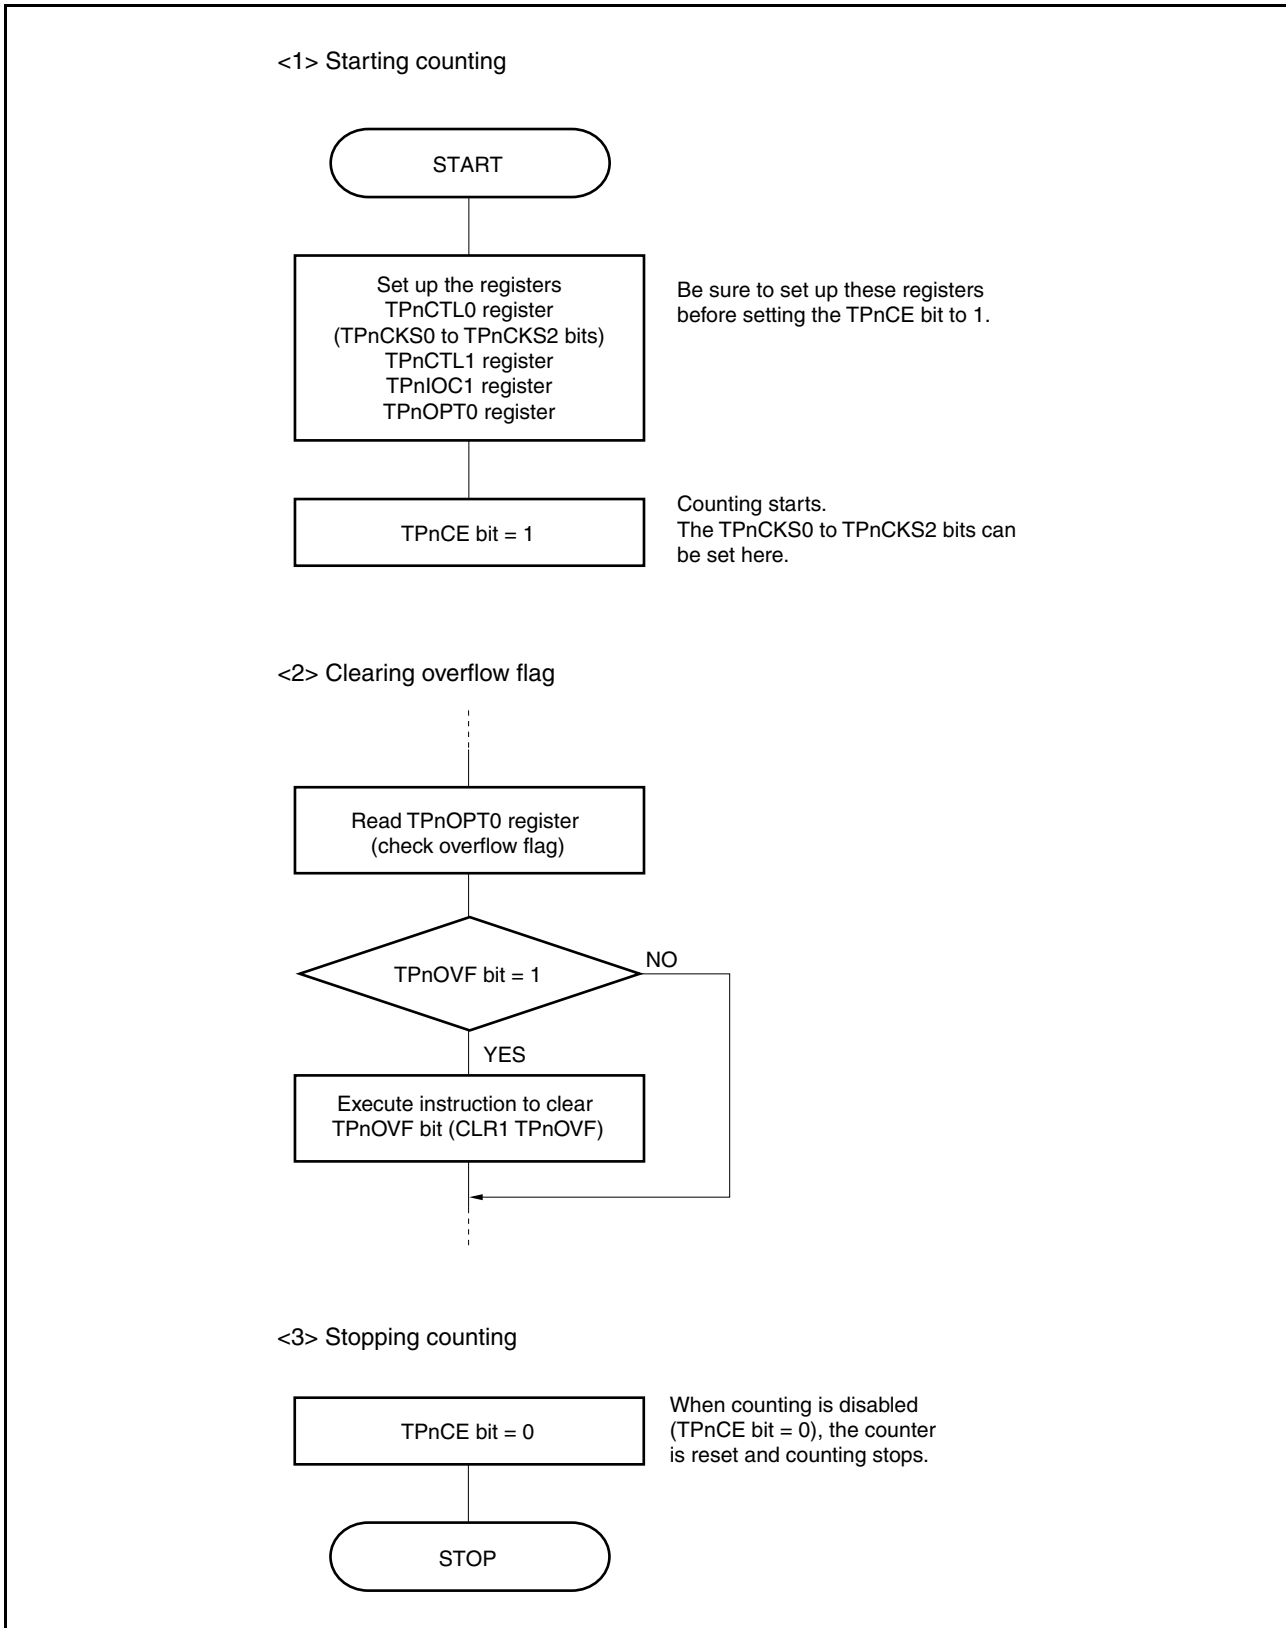 <1> Starting counting
START
Set up the registers
TPnCTL0 register
(TPnCKS0 to TPnCKS2 bits)
TPnCTL1 register
TPnIOC1 register
TPnOPT0 register
Be sure to set up these registers
before setting the TPnCE bit to 1.
TPnCE bit = 1
Counting starts.
The TPnCKS0 to TPnCKS2 bits can
be set here.
<2> Clearing overflow flag
Read TPnOPT0 register
(check overflow flag)
TPnOVF bit = 1
NO
YES
Execute instruction to clear
TPnOVF bit (CLR1 TPnOVF)
<3> Stopping counting
TPnCE bit = 0
When counting is disabled
(TPnCE bit = 0), the counter
is reset and counting stops.
STOP